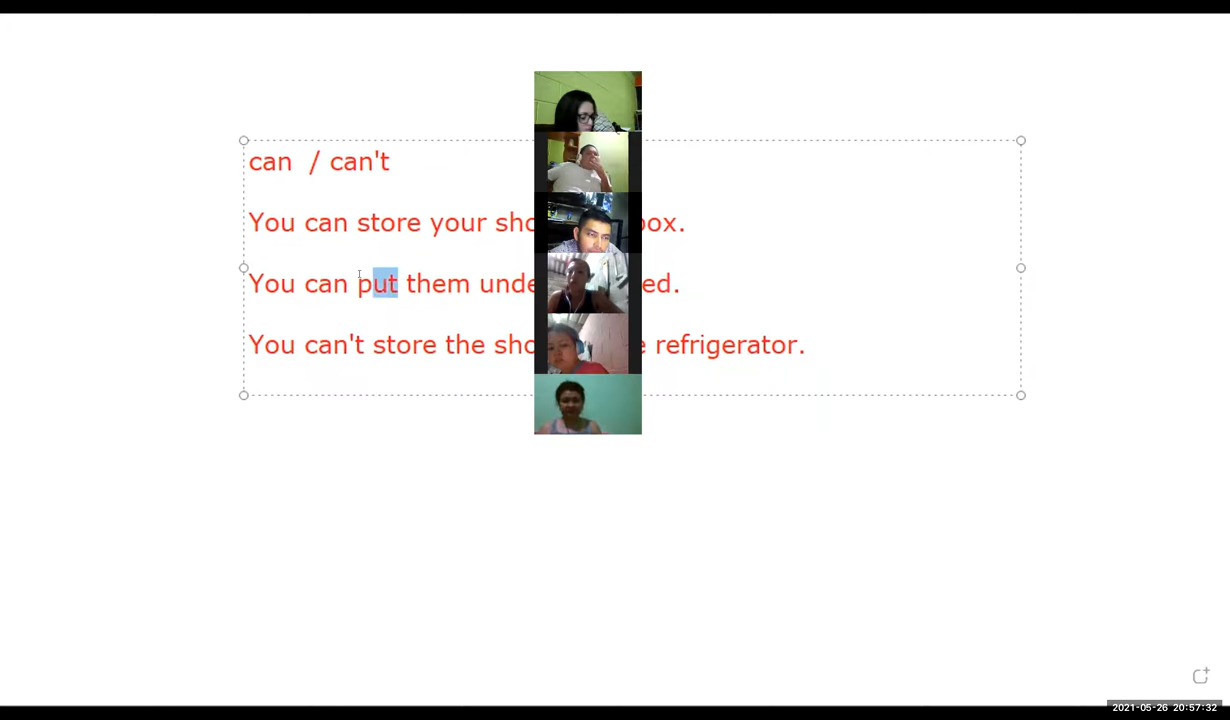 can / can't
You can store your sho box.
You can put them unde ed.
You can't store the sho e refrigerator.
2021-05-26 20:57:32